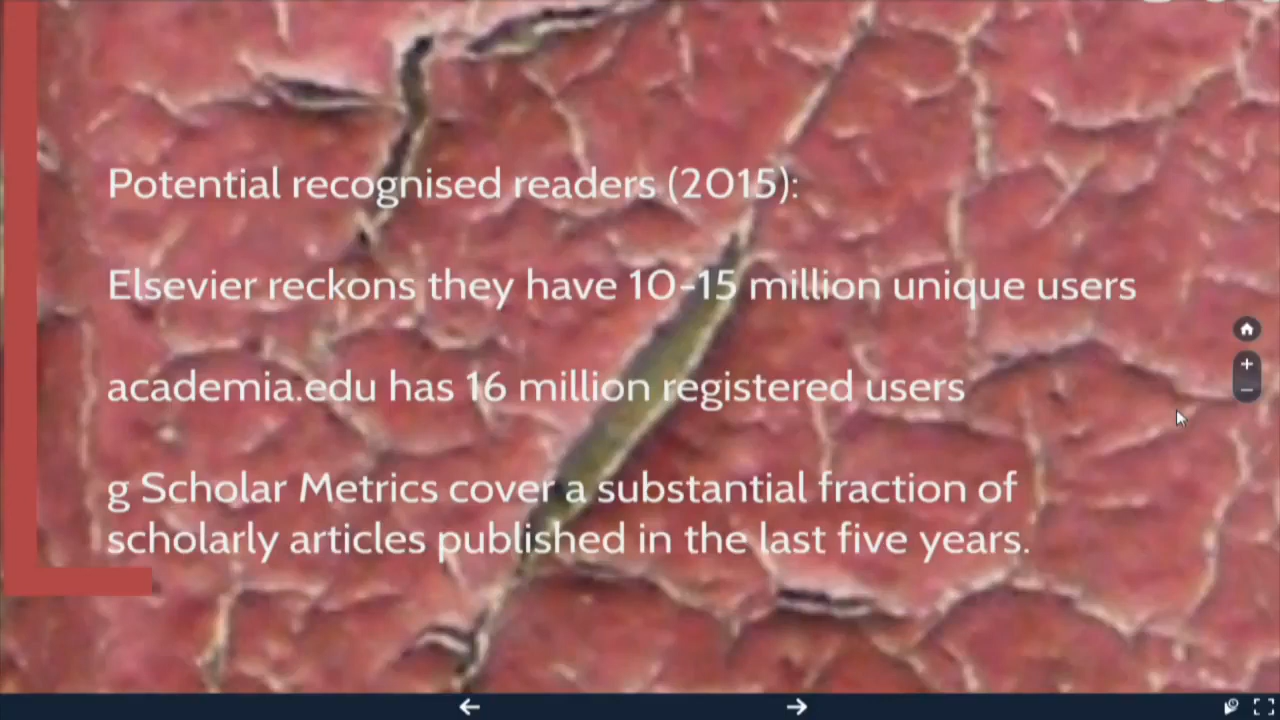 Potential recognised readers (2015):
Elsevier reckons they have 10-15 million unique users
academia.edu has 16 million registered users
g Scholar Metrics cover a substantial fraction of
scholarly articles published in the last five years.